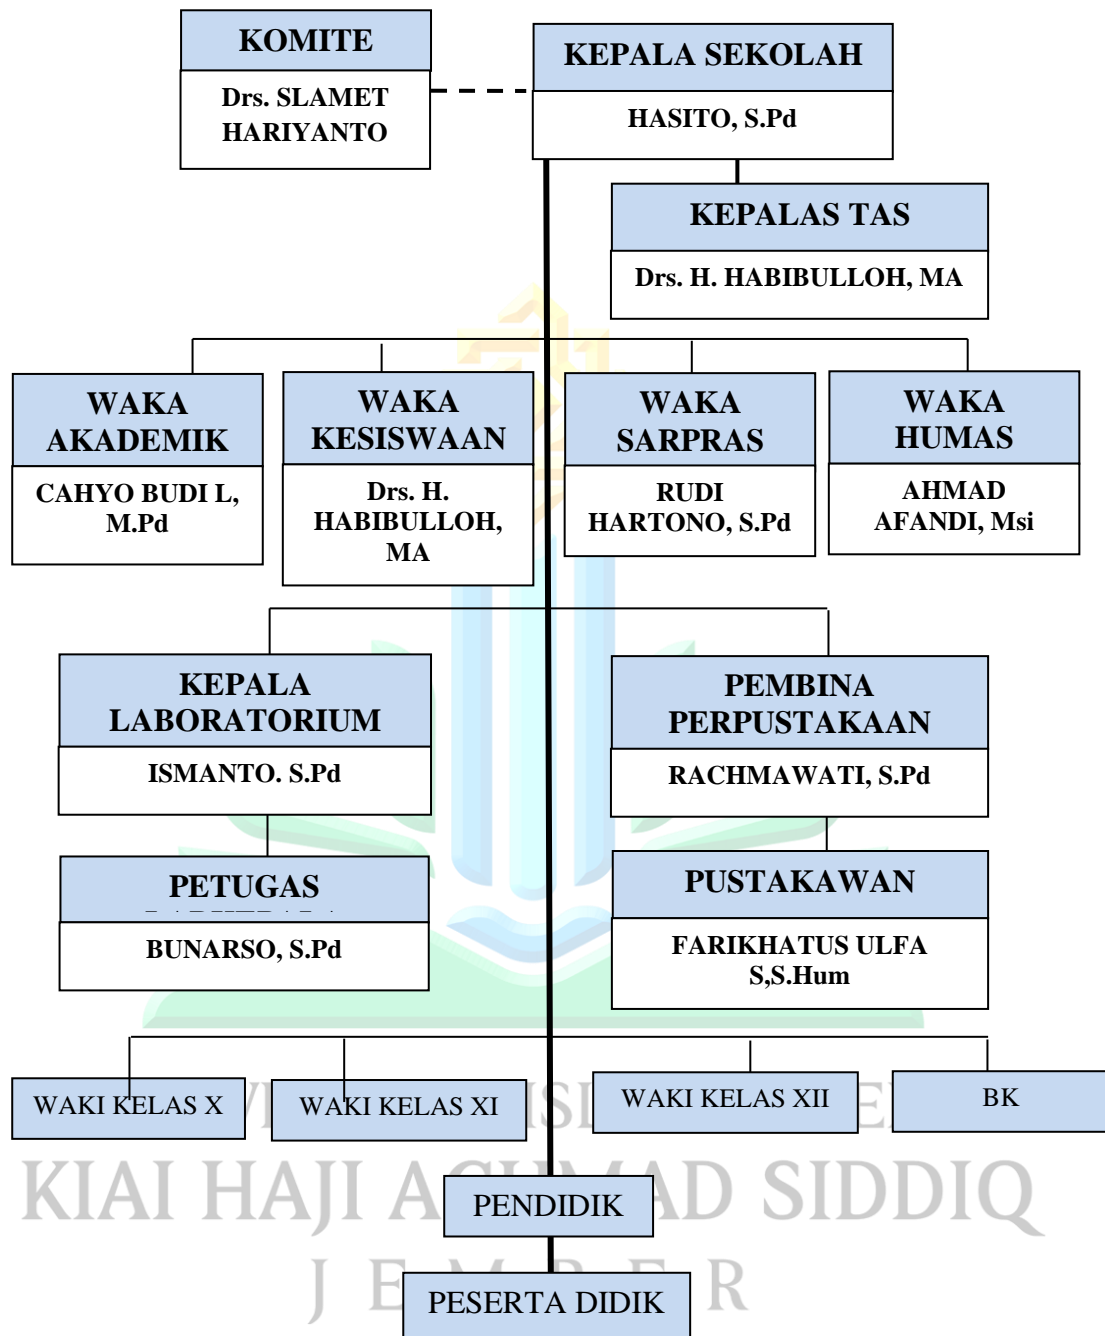 KOMITE
Drs. SLAMET
HARIYANTO
KEPALA SEKOLAH
HASITO, S.Pd
KEPALAS TAS
Drs. H. HABIBULLOH, MA
WAKA
AKADEMIK
CAHYO BUDI L,
M.Pd
WAKA
KESISWAAN
Drs. H.
HABIBULLOH,
MA
WAKA
SARPRAS
RUDI
HARTONO, S.Pd
WAKA
HUMAS
AHMAD
AFANDI, Msi
KEPALA
LABORATORIUM
ISMANTO. S.Pd
PEMBINA
PERPUSTAKAAN
RACHMAWATI, S.Pd
PETUGAS
BUNARSO, S.Pd
PUSTAKAWAN
FARIKHATUS ULFA
S,S.Hum
WAKI KELAS X
WAKI KELAS XI
WAKI KELAS XII
BK
KIAI HAJI ACHMAD SIDDIQ
PENDIDIK
JEMBER
PESERTA DIDIK